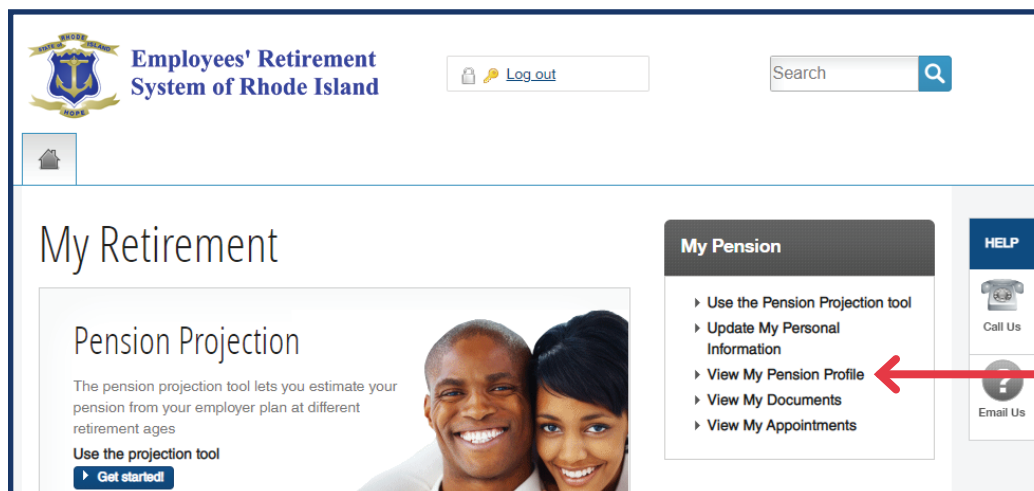 STATE OF RHODE ISLAND
HOPE
Employees' Retirement
System of Rhode Island
Log out
Search
My Retirement
Pension Projection
The pension projection tool lets you estimate your
pension from your employer plan at different
retirement ages
Use the projection tool
Get started!
My Pension
Use the Pension Projection tool
Update My Personal
Information
View My Pension Profile
View My Documents
View My Appointments
HELP
Call Us
?
Email Us